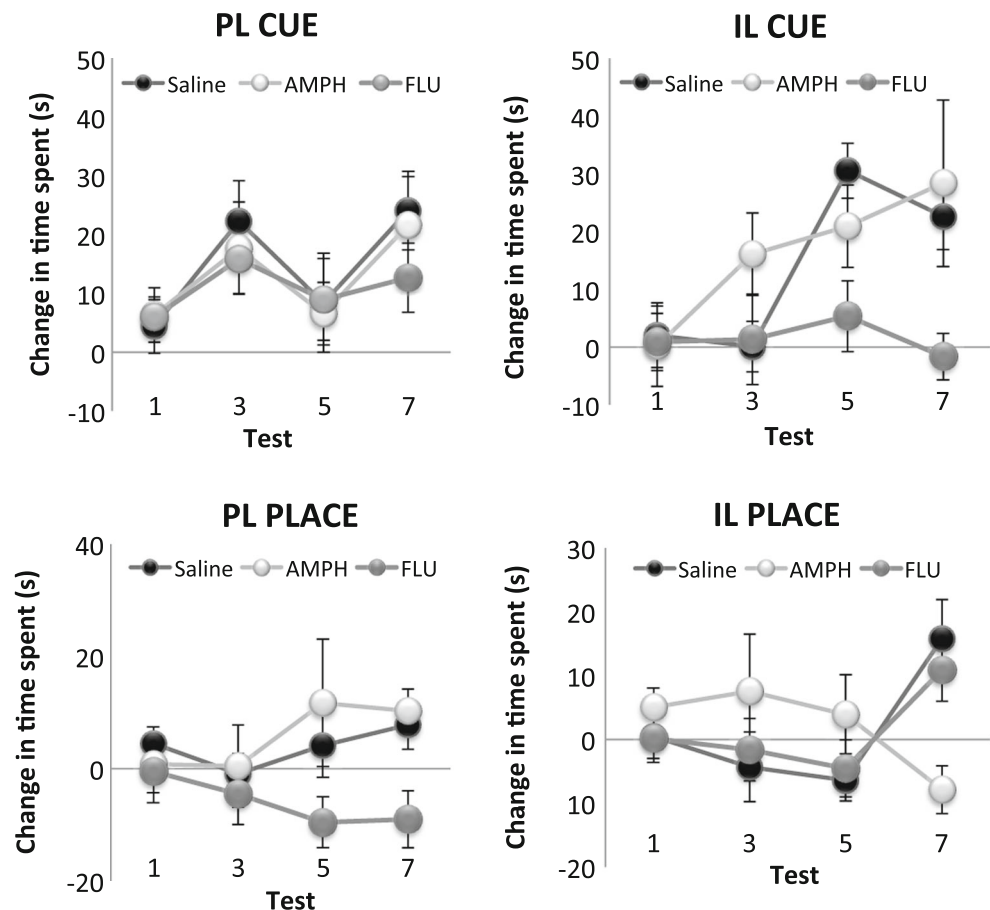 PL CUE
50
40
30
20
10
0
-10
Saline AMPH FLU
Change in time spent (s)
1 3 5 7
Test
IL CUE
50
40
30
20
10
0
-10
Saline AMPH FLU
Change in time spent (s)
1 3 5 7
Test
PL PLACE
40
20
0
-20
Saline AMPH FLU
Change in time spent (s)
1 3 5 7
Test
IL PLACE
30
20
10
0
10
-20
Saline AMPH FLU
Change in time spent (s)
1 3 5 7
Test